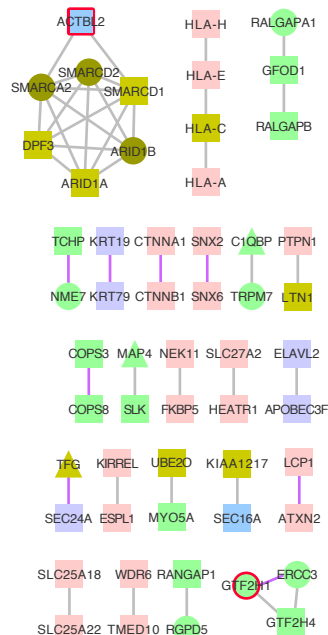 ACTBL2
SMARCD2
SMARCA2
SMARCD1
DPF3
ARID1B
ARID1A
HLA-H
HLA-E
HLA-C
HLA-A
RALGAPA1
GFOD1
RALGAPB
TCHP KRT19 CTNNA1 SNX2 C1QBP PTPN1
NME7 KRT79 CTNNB1 SNX6 TRPM7 LTN1
COPS3 MAP4 NEK11 SLC27A2 ELAVL2
COPS8 SLK FKBP5 HEATR1 APOBEC3F
TFG KIRREL UBE2O KIAA1217 LCP1
SEC24A ESPL1 MYO5A SEC16A ATXN2
SLC25A18 WDR6 RANGAP1 GTF2H1 ERCC3
SLC25A22 TMED10 RGPD5 GTF2H4